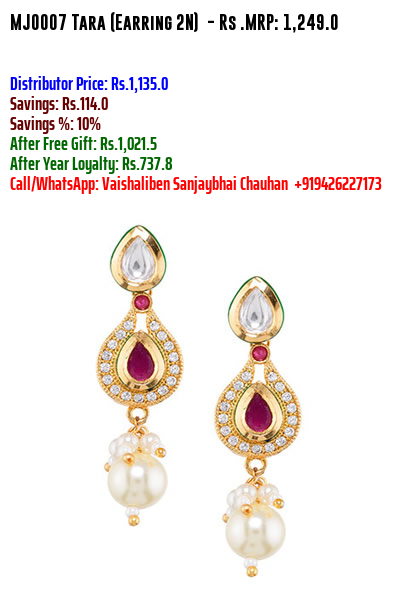 MJ0007 Tara (Earring 2N) - Rs .MRP: 1,249.0
Distributor Price: Rs.1,135.0
Savings: Rs.114.0
Savings %: 10%
After Free Gift: Rs.1,021.5
After Year Loyalty: Rs.737.8
Call/WhatsApp: Vaishaliben Sanjaybhai Chauhan +919426227173